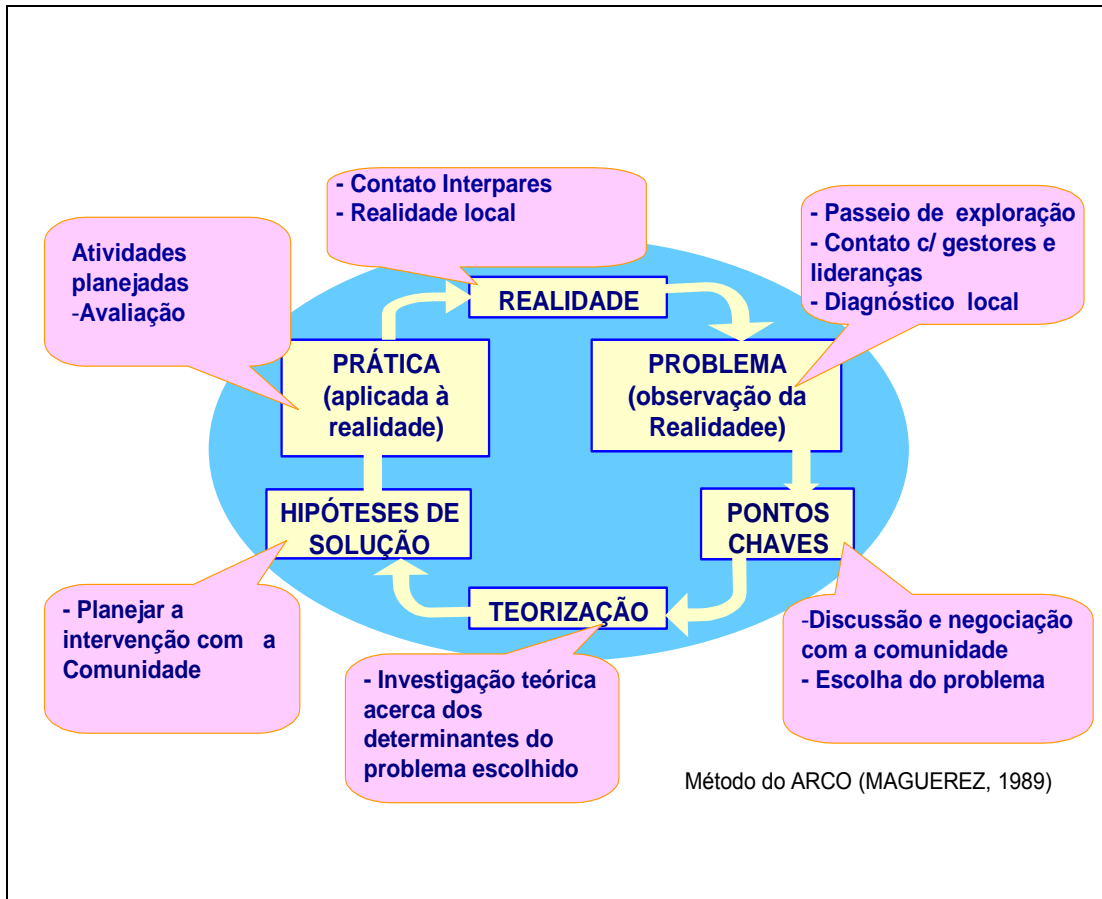 - Contato Interpares
- Realidade local
- Passeio de exploração
- Contato c/ gestores e
lideranças
- Diagnóstico local
Atividades
planejadas
-Avaliação
REALIDADE
PRÁTICA
(aplicada à
realidade)
PROBLEMA
(observação da
Realidadee)
HIPÓTESES DE
SOLUÇÃO
PONTOS
CHAVES
TEORIZAÇÃO
- Planejar a
intervenção com a
Comunidade
- Investigação teórica
acerca dos
determinantes do
problema escolhido
-Discussão e negociação
com a comunidade
- Escolha do problema
Método do ARCO (MAGUEREZ, 1989)